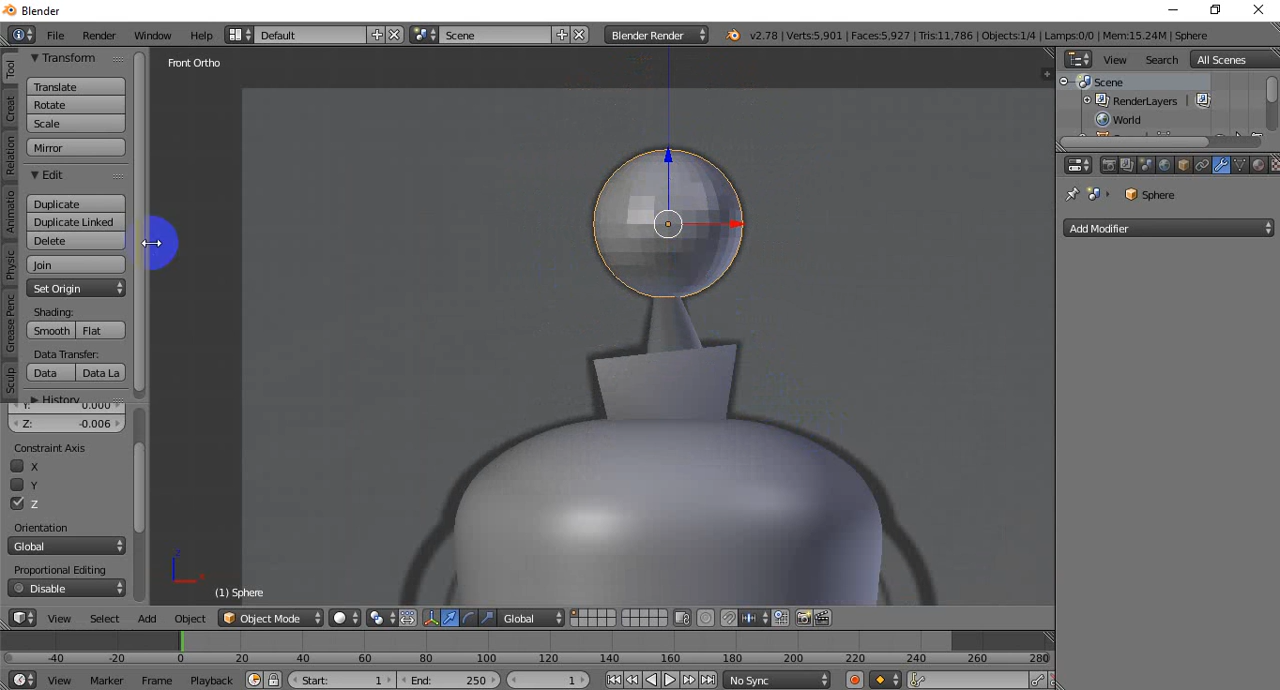 Blender
File Render Window Help Default Scene Blender Render v2.78 | Verts:5,901 | Faces:5,927 | Tris:11,786 | Objects:1/4 | Lamps:0/0 | Mem:15.24M | Sphere
Transform
Translate
Rotate
Scale
Mirror
Edit
Duplicate
Duplicate Linked
Delete
Join
Set Origin
Shading:
Smooth Flat
Data Transfer:
Data Data La
History
Tool
Creat
Relation
Animatio
Physic
Grease Penc
Sculp
Y: 0.000
Z: -0.006
Constraint Axis
X
Y
Z
Orientation
Global
Proportional Editing
Disable
Front Ortho
z
x
(1) Sphere
View Select Add Object Object Mode Global
-40 -20 0 20 40 60 80 100 120 140 160 180 200 220 240 260 280
View Marker Frame Playback Start: 1 End: 250 1 No Sync
View Search All Scenes
Scene
RenderLayers |
World
Sphere
Add Modifier